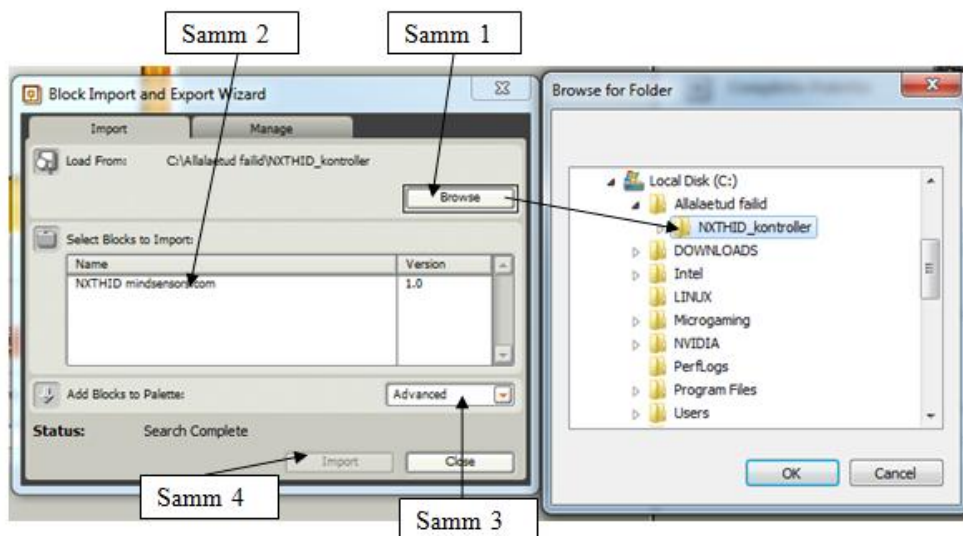 Samm 2
Samm 1
Block Import and Export Wizard
Import
Manage
Load From:
C:\Allalaetud failid\NXTHID_kontroller
Browse
Select Blocks to Import:
Name
Version
NXTHID mindsensors.com
1.0
Add Blocks to Palette:
Advanced
Status:
Search Complete
Import
Close
Samm 4
Samm 3
Browse for Folder
Local Disk (C:)
Allalaetud failid
NXTHID_kontroller
DOWNLOADS
Intel
LINUX
Microgaming
NVIDIA
PerfLogs
Program Files
Users
OK
Cancel